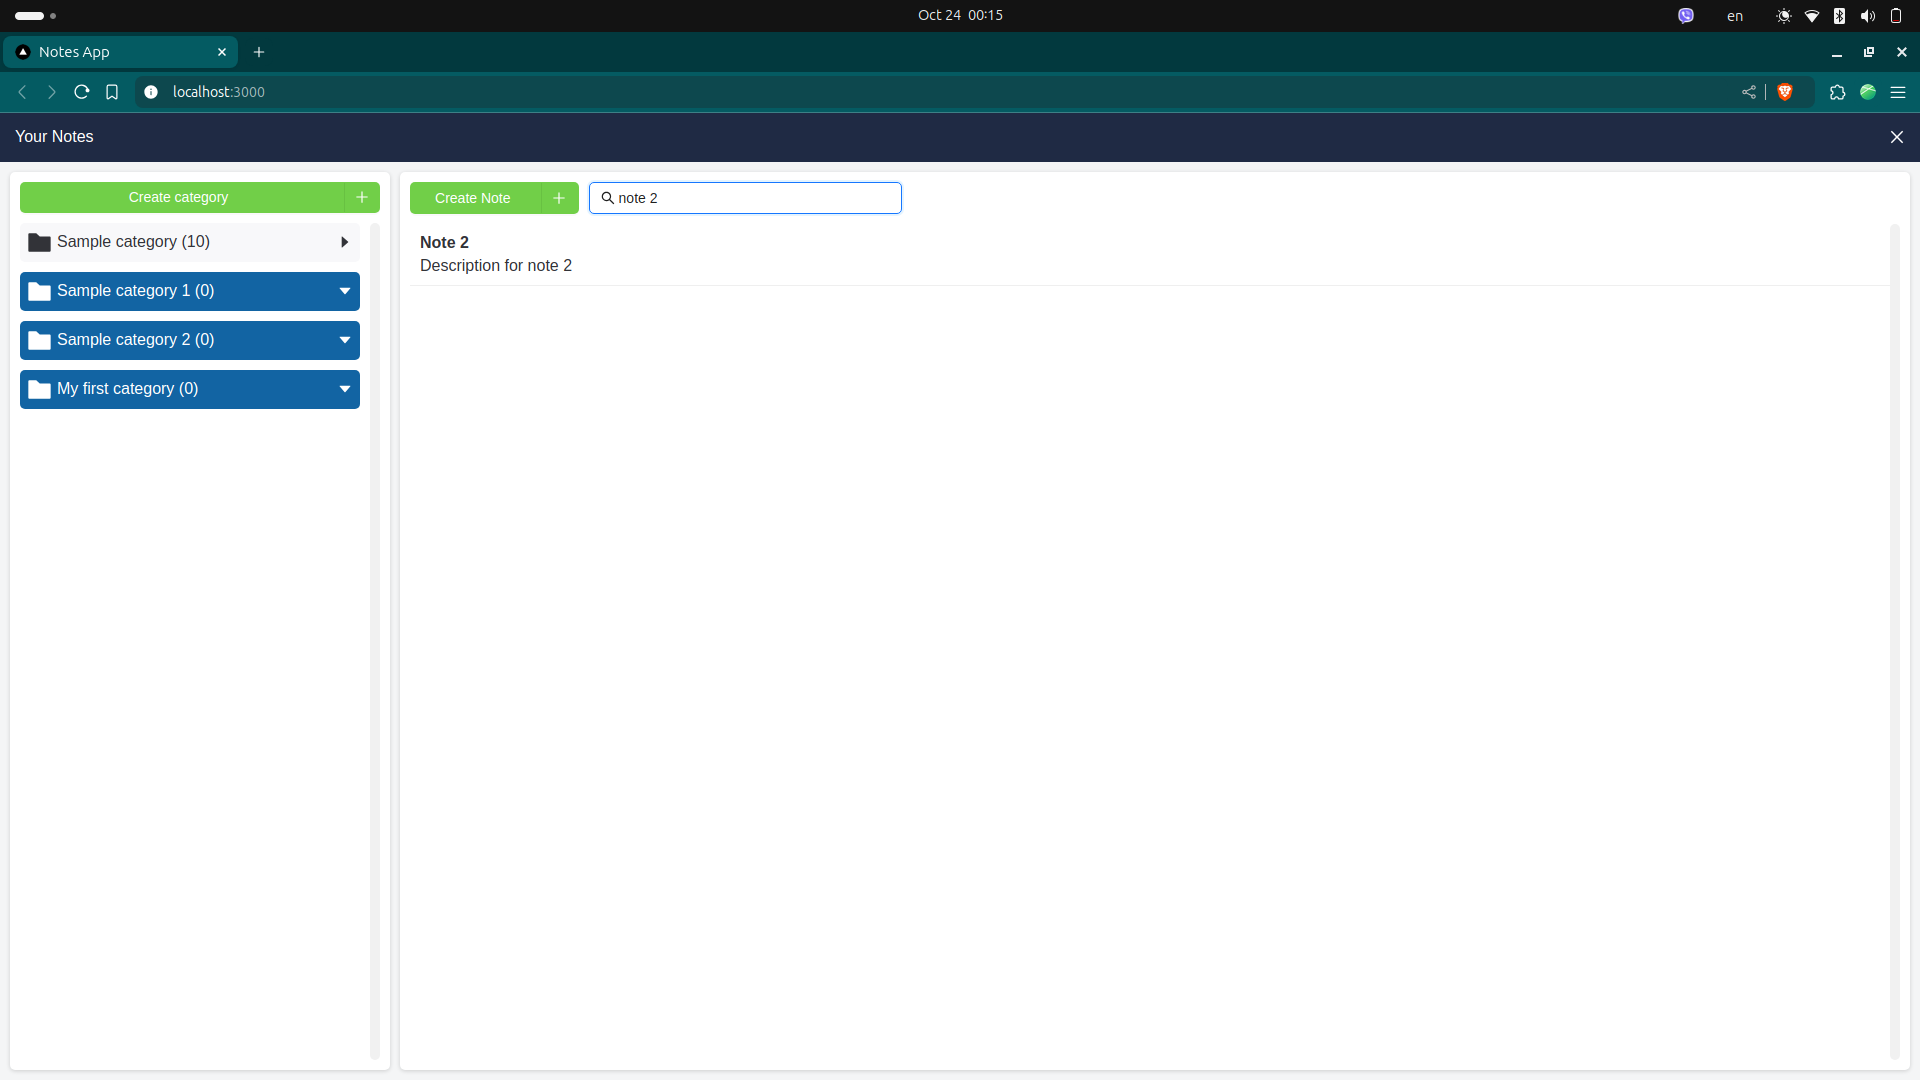 Oct 24 00:15
en
Notes App
localhost:3000
Your Notes
Create category
Create Note
note 2
Sample category (10)
Sample category 1 (0)
Sample category 2 (0)
My first category (0)
Note 2
Description for note 2